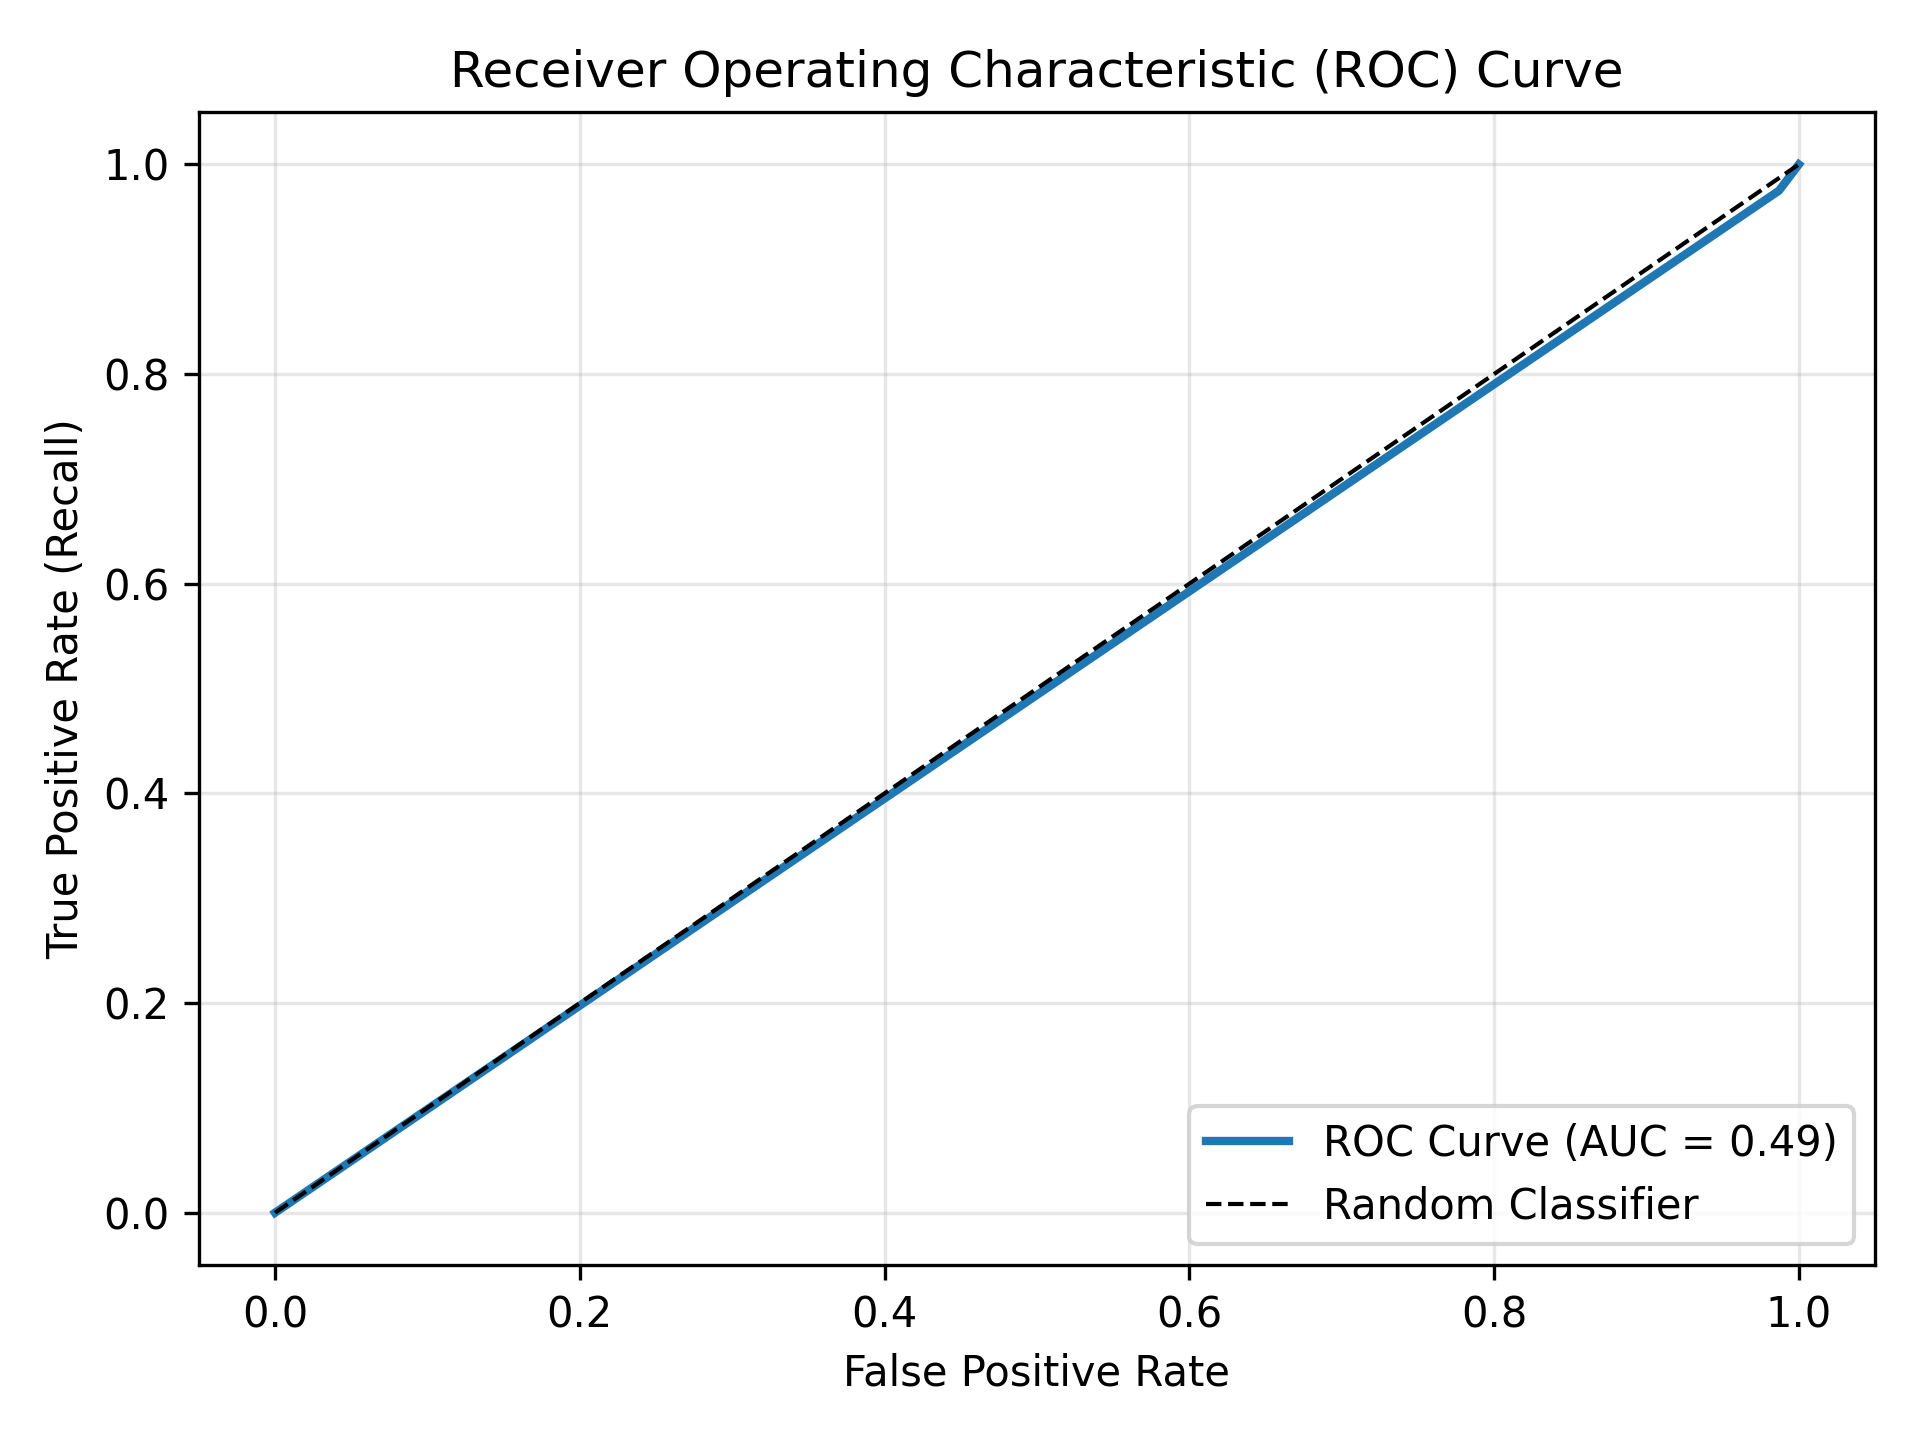 Receiver Operating Characteristic (ROC) Curve
True Positive Rate (Recall)
1.0
0.8
0.6
0.4
0.2
0.0
ROC Curve (AUC = 0.49)
Random Classifier
0.0 0.2 0.4 0.6 0.8 1.0
False Positive Rate